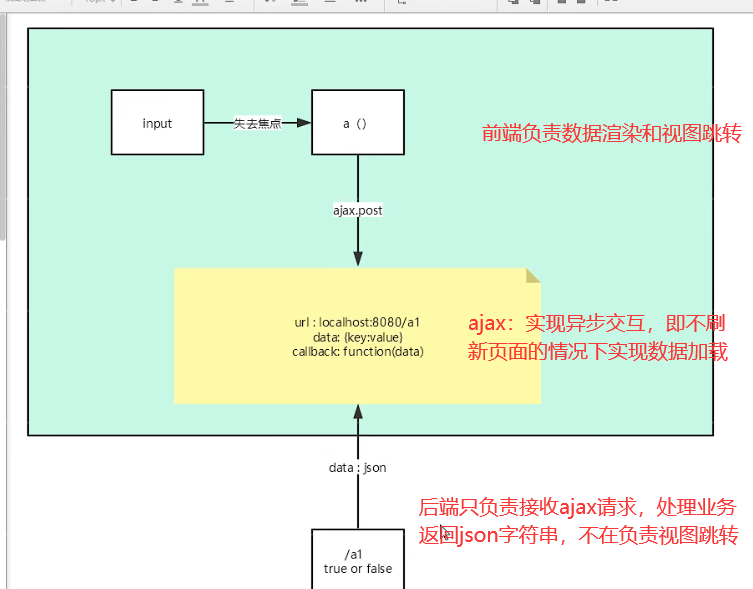 input
失去焦点
a（）
前端负责数据渲染和视图跳转
ajax.post
url : localhost:8080/a1
data: {key:value}
callback: function(data)
ajax：实现异步交互，即不刷
新页面的情况下实现数据加载
data : json
后端只负责接收ajax请求，处理业务
返回json字符串，不在负责视图跳转
/a1
true or false